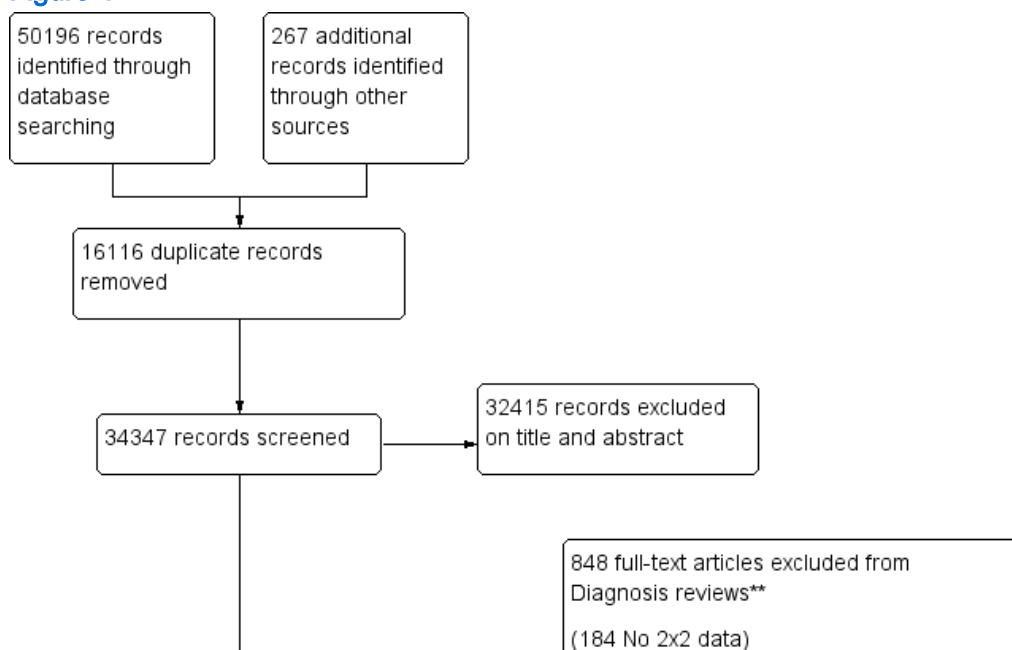 50196 records
identified through
database
searching
267 additional
records identified
through other
sources
16116 duplicate records
removed
34347 records screened
32415 records excluded
on title and abstract
848 full-text articles excluded from
Diagnosis reviews**
(184 No 2x2 data)